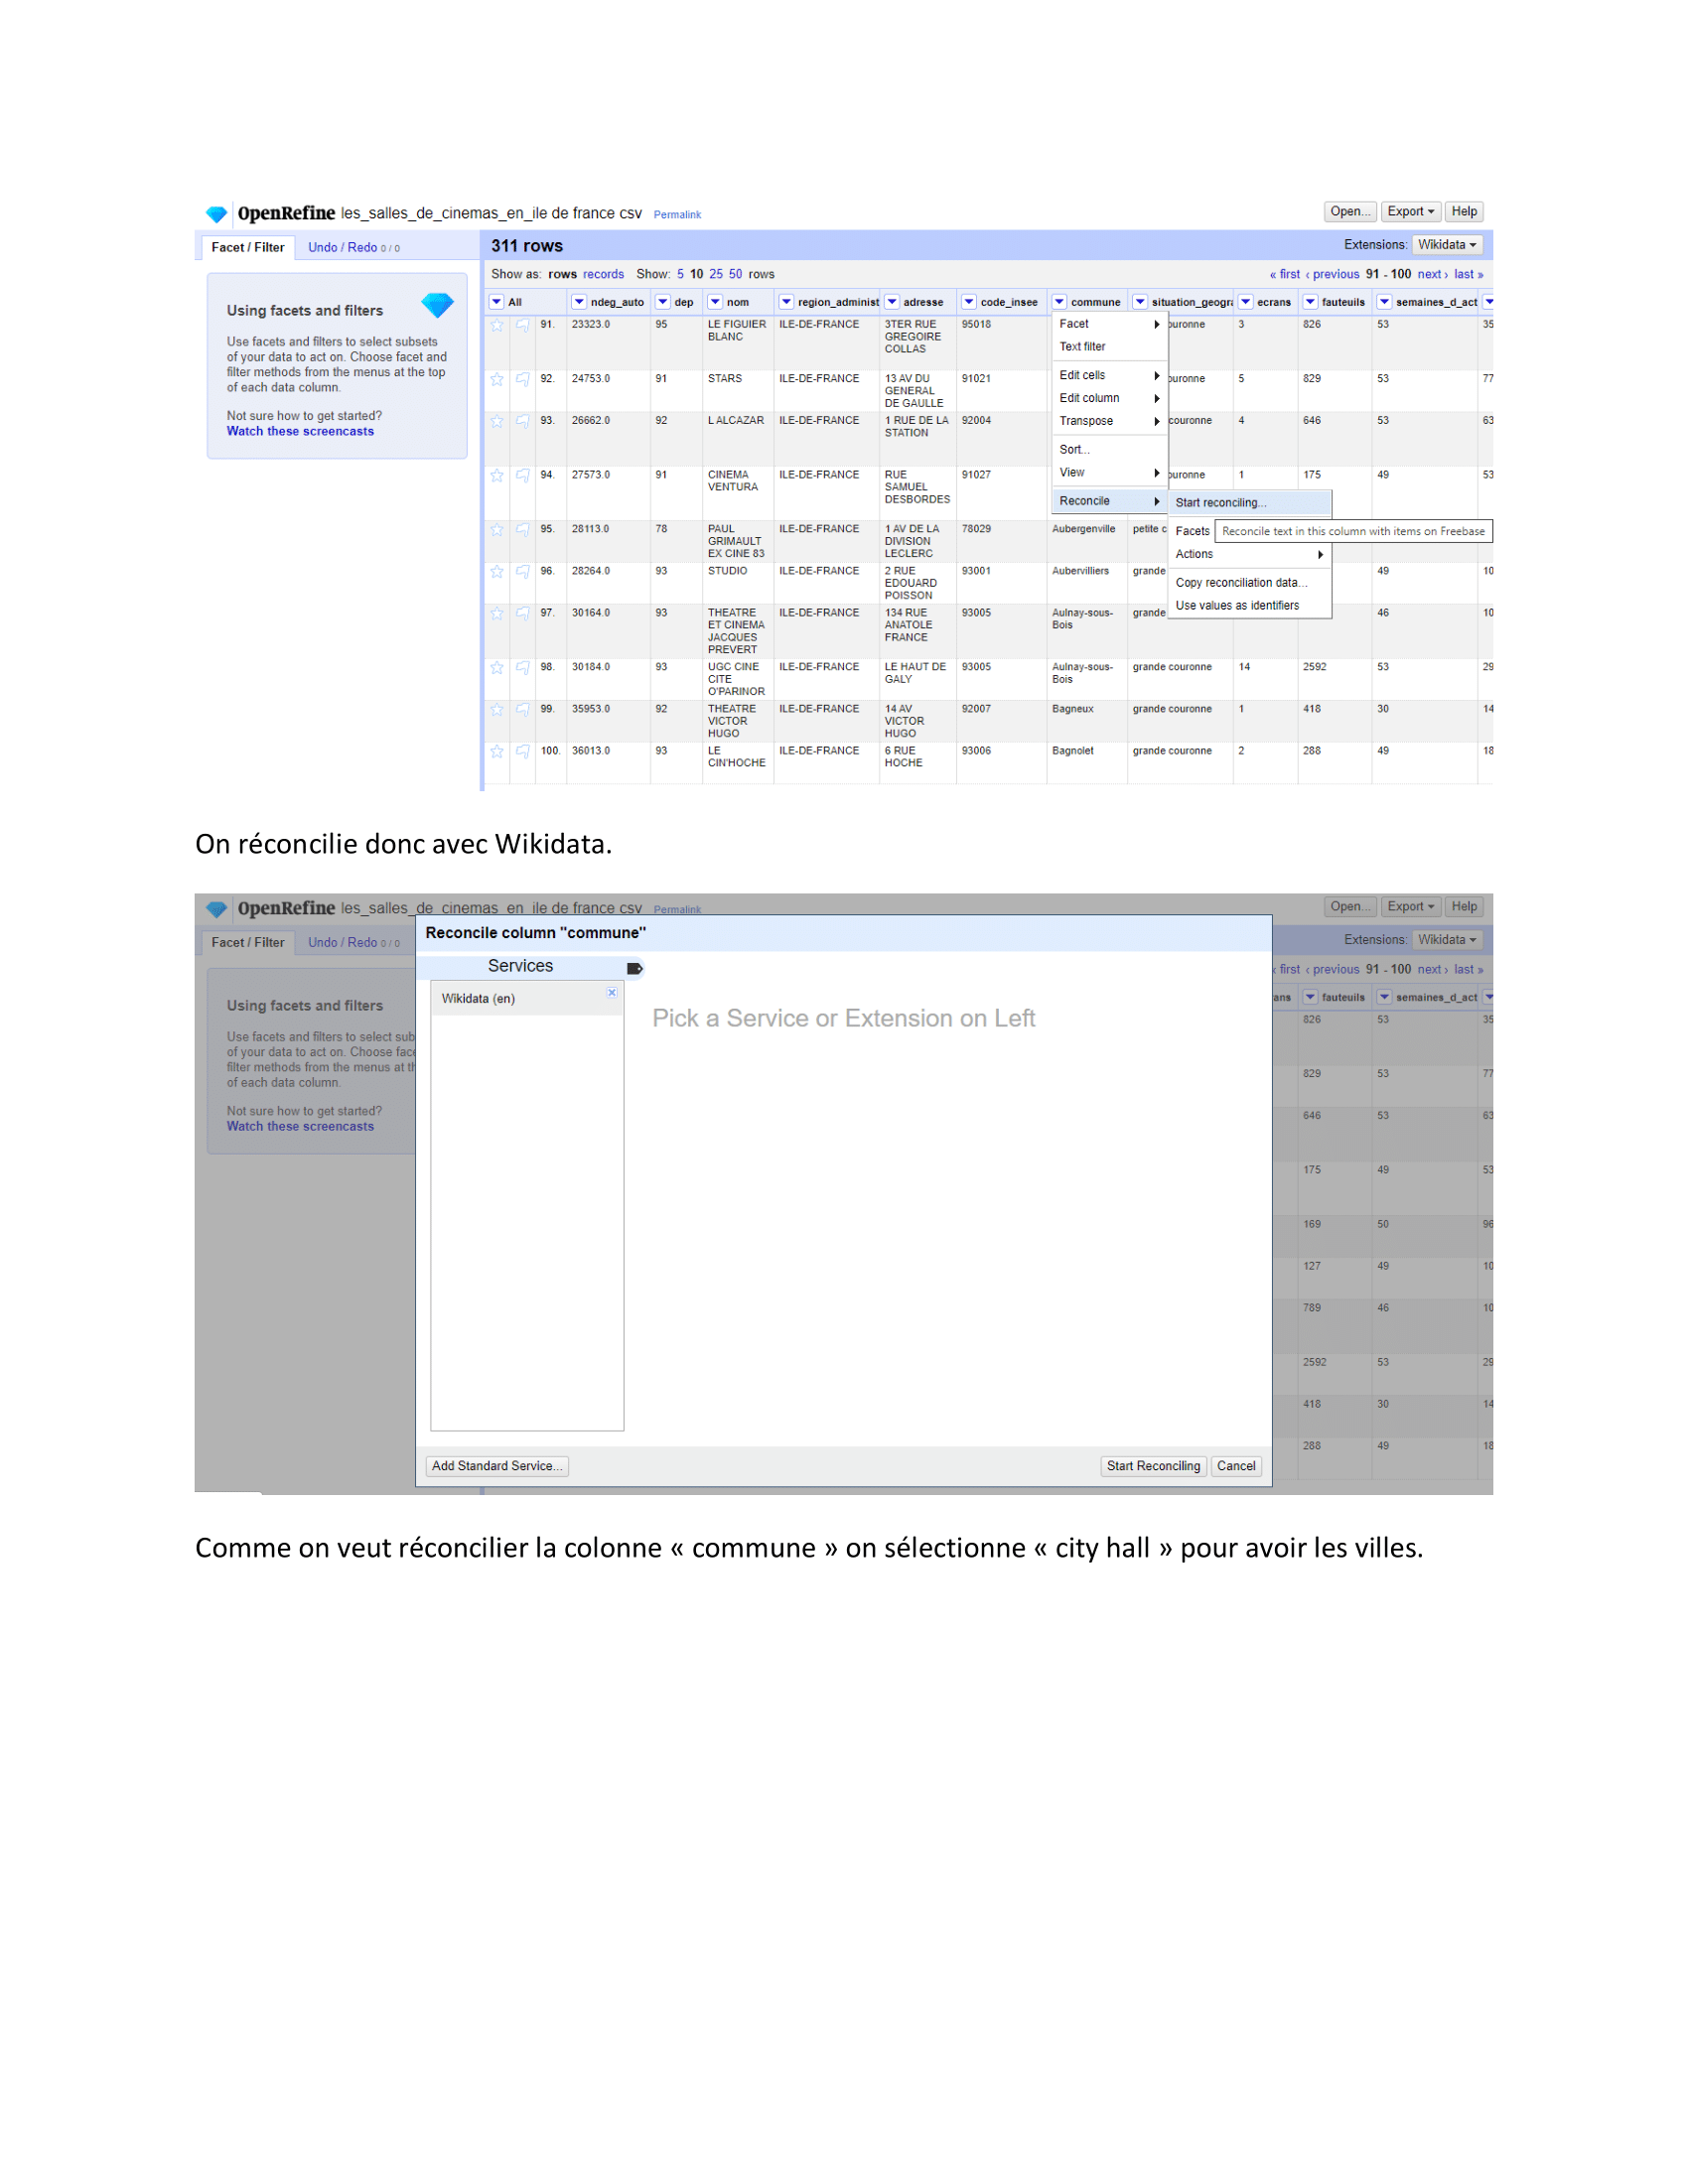 OpenRefine les_salles_de_cinemas_en_ile de france csv Permalink Open... Export Help
Facet / Filter Undo / Redo 0 / 0 311 rows Extensions: Wikidata
Show as: rows records Show: 5 10 25 50 rows « first ‹ previous 91 - 100 next › last »
Using facets and filters
Use facets and filters to select subsets
of your data to act on. Choose facet and
filter methods from the menus at the top
of each data column.
Not sure how to get started?
Watch these screencasts
All ndeg_auto dep nom region_administ adresse code_insee commune situation_geogra ecrans fauteuils semaines_d_act
91. 23323.0 95 LE FIGUIER BLANC ILE-DE-FRANCE 3TER RUE GREGOIRE COLLAS 95018 ouronne 3 826 53 35
92. 24753.0 91 STARS ILE-DE-FRANCE 13 AV DU GENERAL DE GAULLE 91021 ouronne 5 829 53 77
93. 26662.0 92 L ALCAZAR ILE-DE-FRANCE 1 RUE DE LA STATION 92004 couronne 4 646 53 63
94. 27573.0 91 CINEMA VENTURA ILE-DE-FRANCE RUE SAMUEL DESBORDES 91027 ouronne 1 175 49 53
95. 28113.0 78 PAUL GRIMAULT EX CINE 83 ILE-DE-FRANCE 1 AV DE LA DIVISION LECLERC 78029 Aubergenville petite c
96. 28264.0 93 STUDIO ILE-DE-FRANCE 2 RUE EDOUARD POISSON 93001 Aubervilliers grande 49 10
97. 30164.0 93 THEATRE ET CINEMA JACQUES PREVERT ILE-DE-FRANCE 134 RUE ANATOLE FRANCE 93005 Aulnay-sous-Bois grande 46 10
98. 30184.0 93 UGC CINE CITE O'PARINOR ILE-DE-FRANCE LE HAUT DE GALY 93005 Aulnay-sous-Bois grande couronne 14 2592 53 29
99. 35953.0 92 THEATRE VICTOR HUGO ILE-DE-FRANCE 14 AV VICTOR HUGO 92007 Bagneux grande couronne 1 418 30 14
100. 36013.0 93 LE CIN'HOCHE ILE-DE-FRANCE 6 RUE HOCHE 93006 Bagnolet grande couronne 2 288 49 18
Facet
Text filter
Edit cells
Edit column
Transpose
Sort...
View
Reconcile
Start reconciling...
Facets
Reconcile text in this column with items on Freebase
Actions
Copy reconciliation data...
Use values as identifiers
On réconcilie donc avec Wikidata.
OpenRefine les_salles_de_cinemas_en_ile de france csv Permalink Open... Export Help
Facet / Filter Undo / Redo 0 / 0 Extensions: Wikidata
first ‹ previous 91 - 100 next › last »
Using facets and filters
Use facets and filters to select sub
of your data to act on. Choose face
filter methods from the menus at th
of each data column.
Not sure how to get started?
Watch these screencasts
Reconcile column "commune"
Services
Wikidata (en)
Pick a Service or Extension on Left
Add Standard Service... Start Reconciling Cancel
ans fauteuils semaines_d_act
826 53 35
829 53 77
646 53 63
175 49 53
169 50 96
127 49 10
789 46 10
2592 53 29
418 30 14
288 49 18
Comme on veut réconcilier la colonne « commune » on sélectionne « city hall » pour avoir les villes.